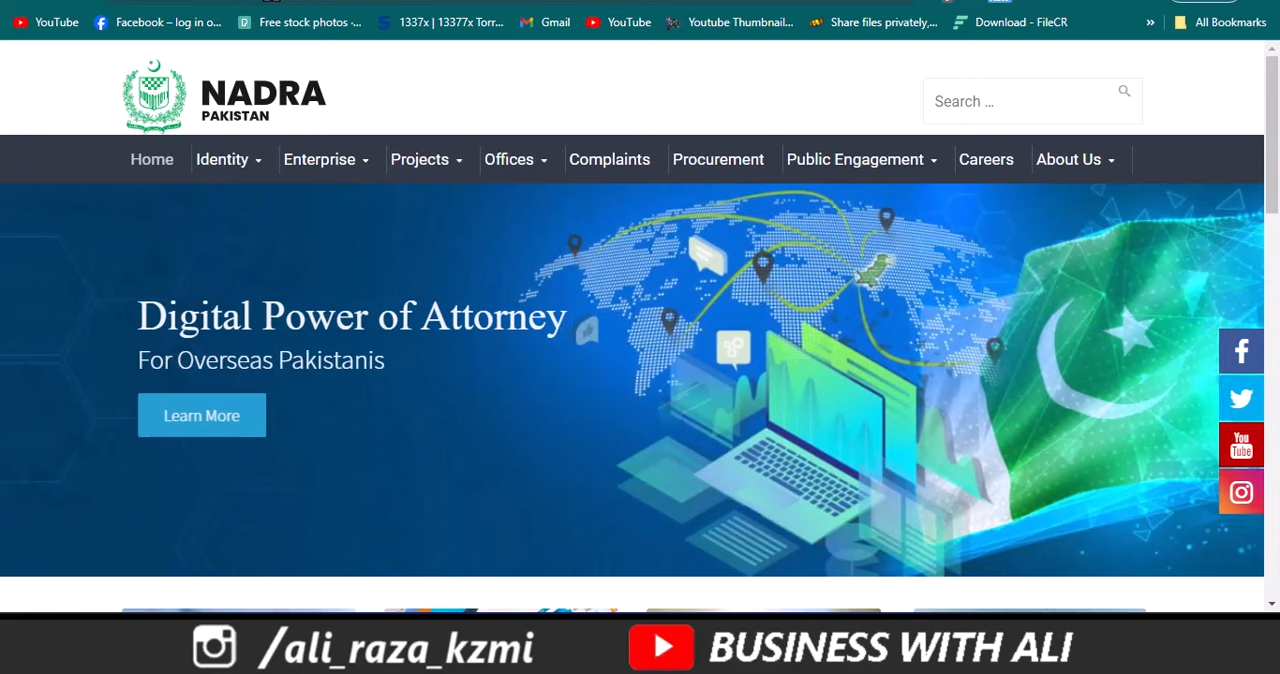 YouTube
Facebook – log in o...
Free stock photos ·...
1337x | 13377x Torr...
Gmail
YouTube
Youtube Thumbnail...
Share files privately,...
Download - FileCR
»
All Bookmarks
NADRA
PAKISTAN
Search ...
Home
Identity
Enterprise
Projects
Offices
Complaints
Procurement
Public Engagement
Careers
About Us
Digital Power of Attorney
For Overseas Pakistanis
Learn More
You
Tube
/ali_raza_kzmi
BUSINESS WITH ALI